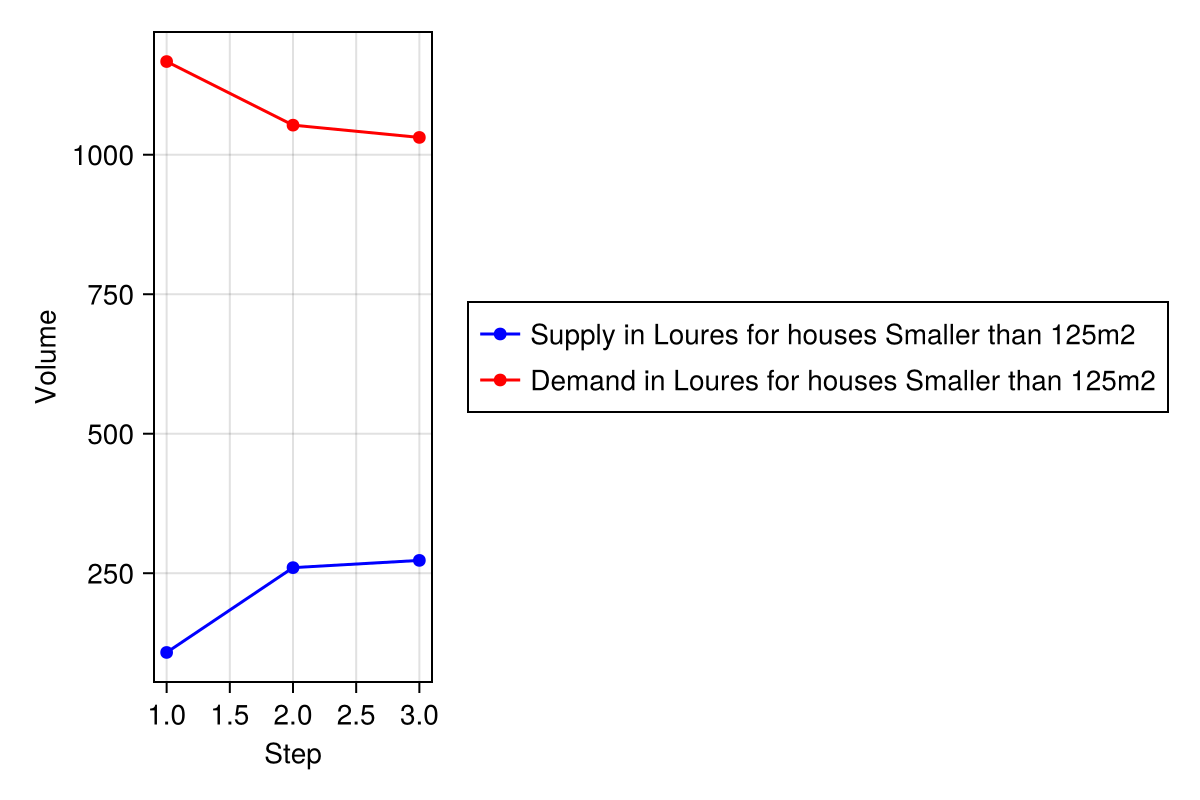 1000
750
500
250
Volume
1.0 1.5 2.0 2.5 3.0
Step
Supply in Loures for houses Smaller than 125m2
Demand in Loures for houses Smaller than 125m2